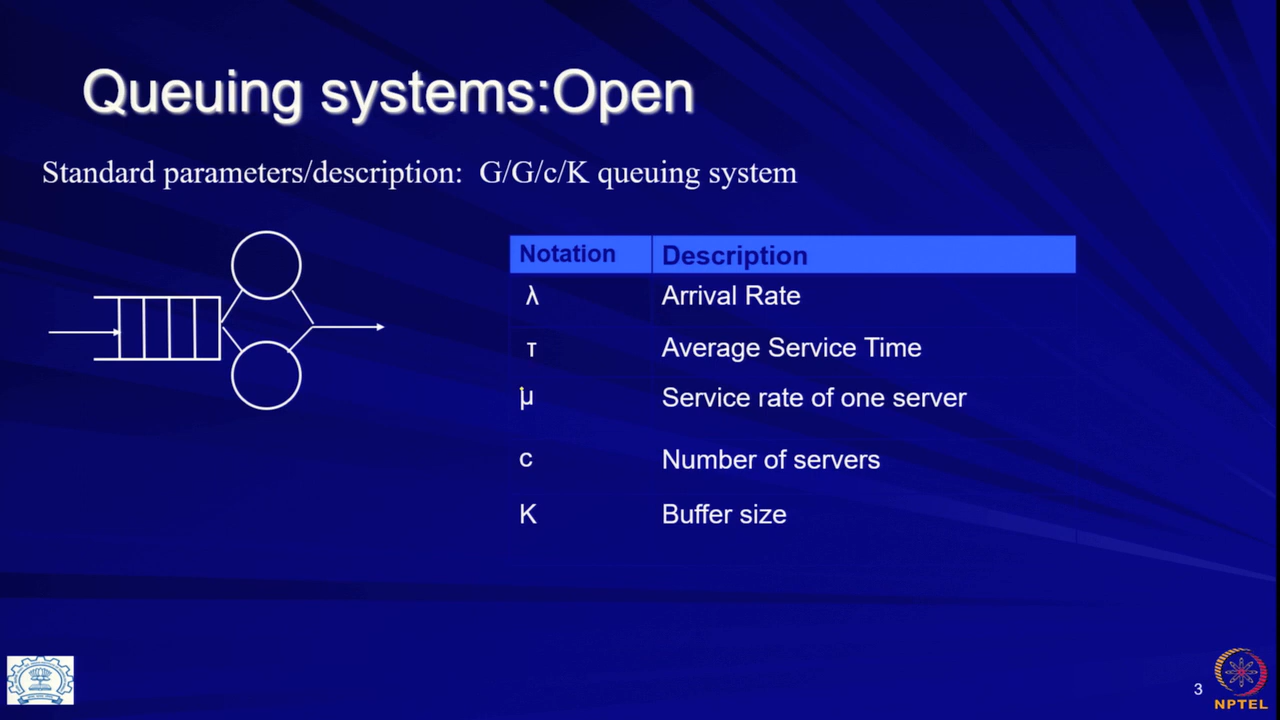 Queuing systems:Open
Standard parameters/description: G/G/c/K queuing system
Notation Description
λ Arrival Rate
τ Average Service Time
μ Service rate of one server
c Number of servers
K Buffer size
3
NPTEL